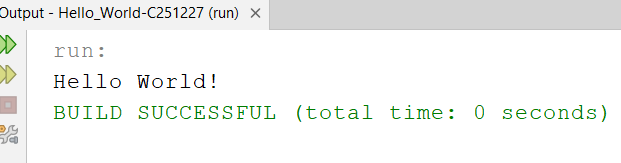 Output - Hello_World-C251227 (run) ×
run:
Hello World!
BUILD SUCCESSFUL (total time: 0 seconds)